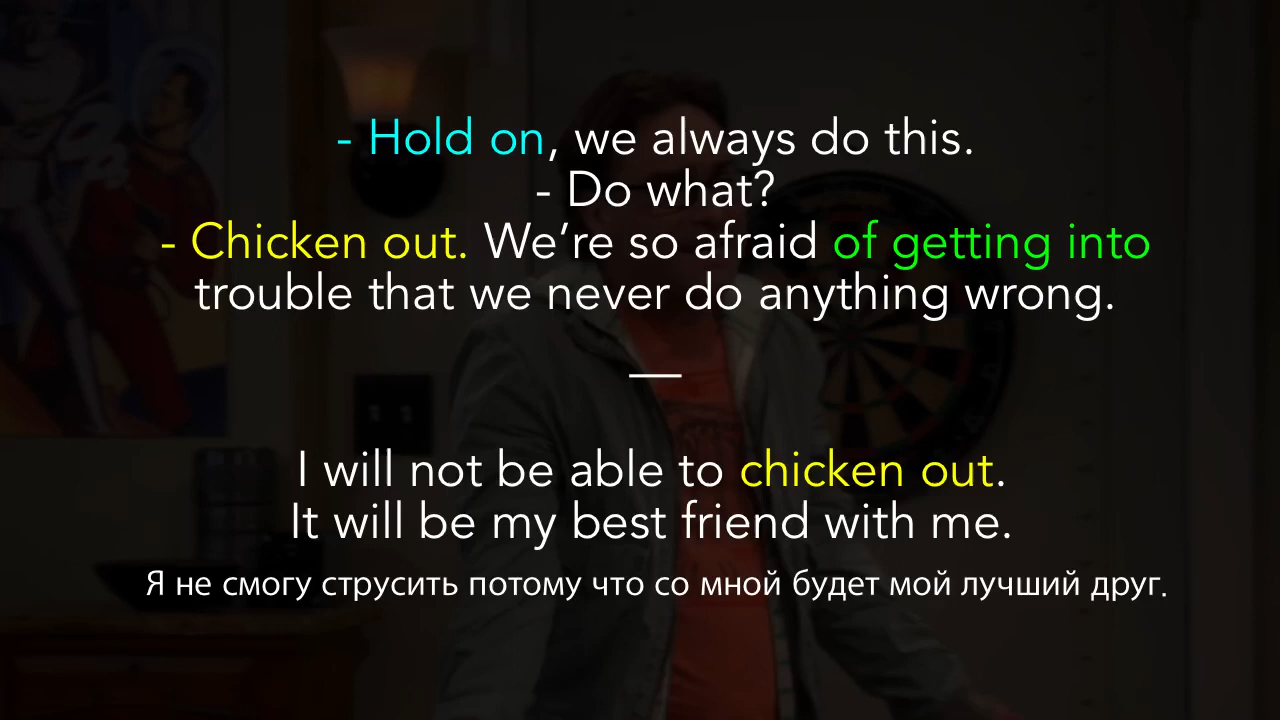 - Hold on, we always do this.
- Do what?
- Chicken out. We’re so afraid of getting into
trouble that we never do anything wrong.
—
I will not be able to chicken out.
It will be my best friend with me.
Я не смогу струсить потому что со мной будет мой лучший друг.